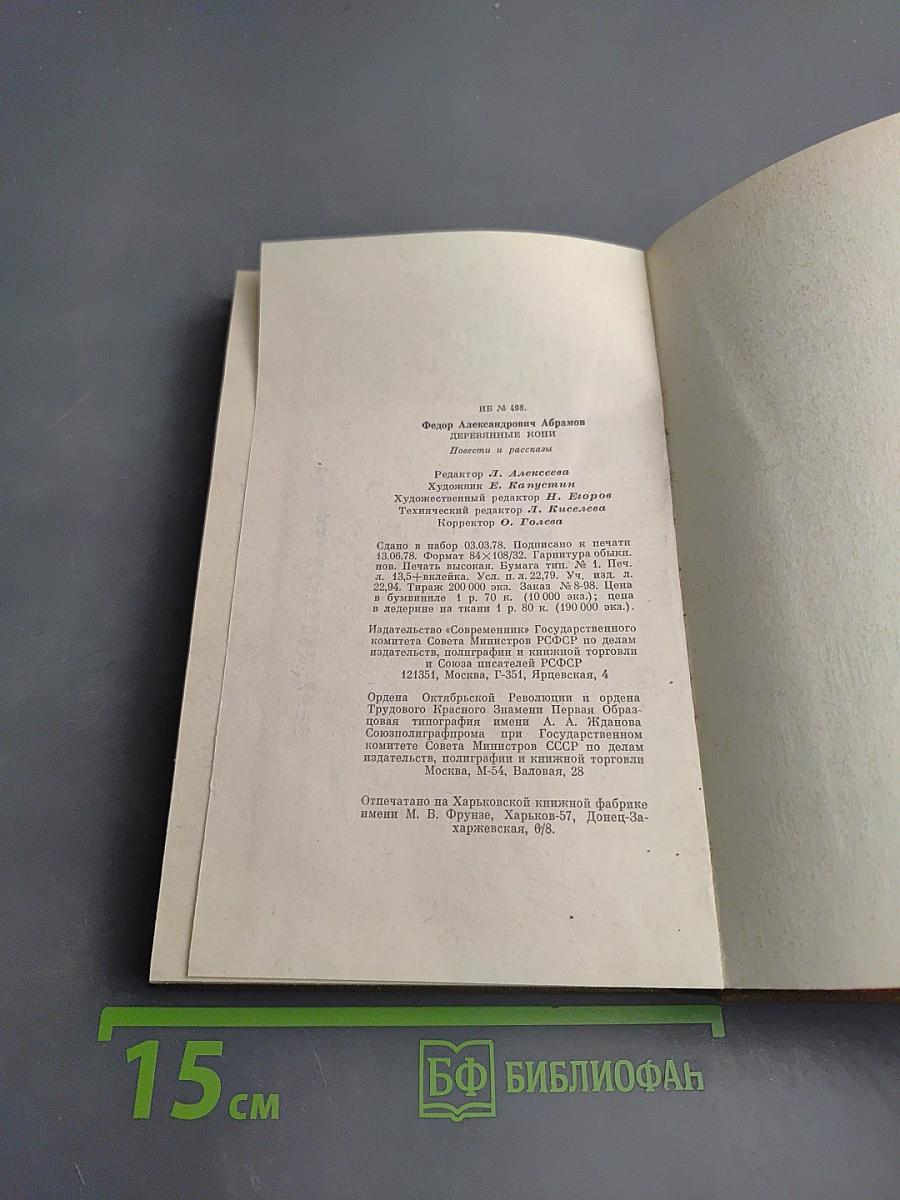 ИБ № 498.
Федор Александрович Абрамов
ДЕРЕВЯННЫЕ КОНИ
Повести и рассказы
Редактор Л. Алексеева
Художник Е. Капустин
Художественный редактор Н. Егоров
Технический редактор Л. Киселева
Корректор О. Голева
Сдано в набор 03.03.78. Подписано к печати
13.06.78. Формат 84×108/32. Гарнитура обыкн.
нов. Печать высокая. Бумага тип. № 1. Печ.
л. 13,5+вклейка. Усл. п. л. 22,79. Уч. изд. л.
22,94. Тираж 200 000 экз. Заказ № 8-98. Цена
в бумвиниле 1 р. 70 к. (10 000 экз.); цена
в ледерине на ткани 1 р. 80 к. (190 000 экз.).
Издательство «Современник» Государственного
комитета Совета Министров РСФСР по делам
издательств, полиграфии и книжной торговли
и Союза писателей РСФСР
121351, Москва, Г-351, Ярцевская, 4
Ордена Октябрьской Революции и ордена
Трудового Красного Знамени Первая Образ-
цовая типография имени А. А. Жданова
Союзполиграфпрома при Государственном
комитете Совета Министров СССР по делам
издательств, полиграфии и книжной торговли
Москва, М-54, Валовая, 28
Отпечатано на Харьковской книжной фабрике
имени М. В. Фрунзе, Харьков-57, Донец-За-
харжевская, 6/8.
15 см
БФ БИБЛИОФАН